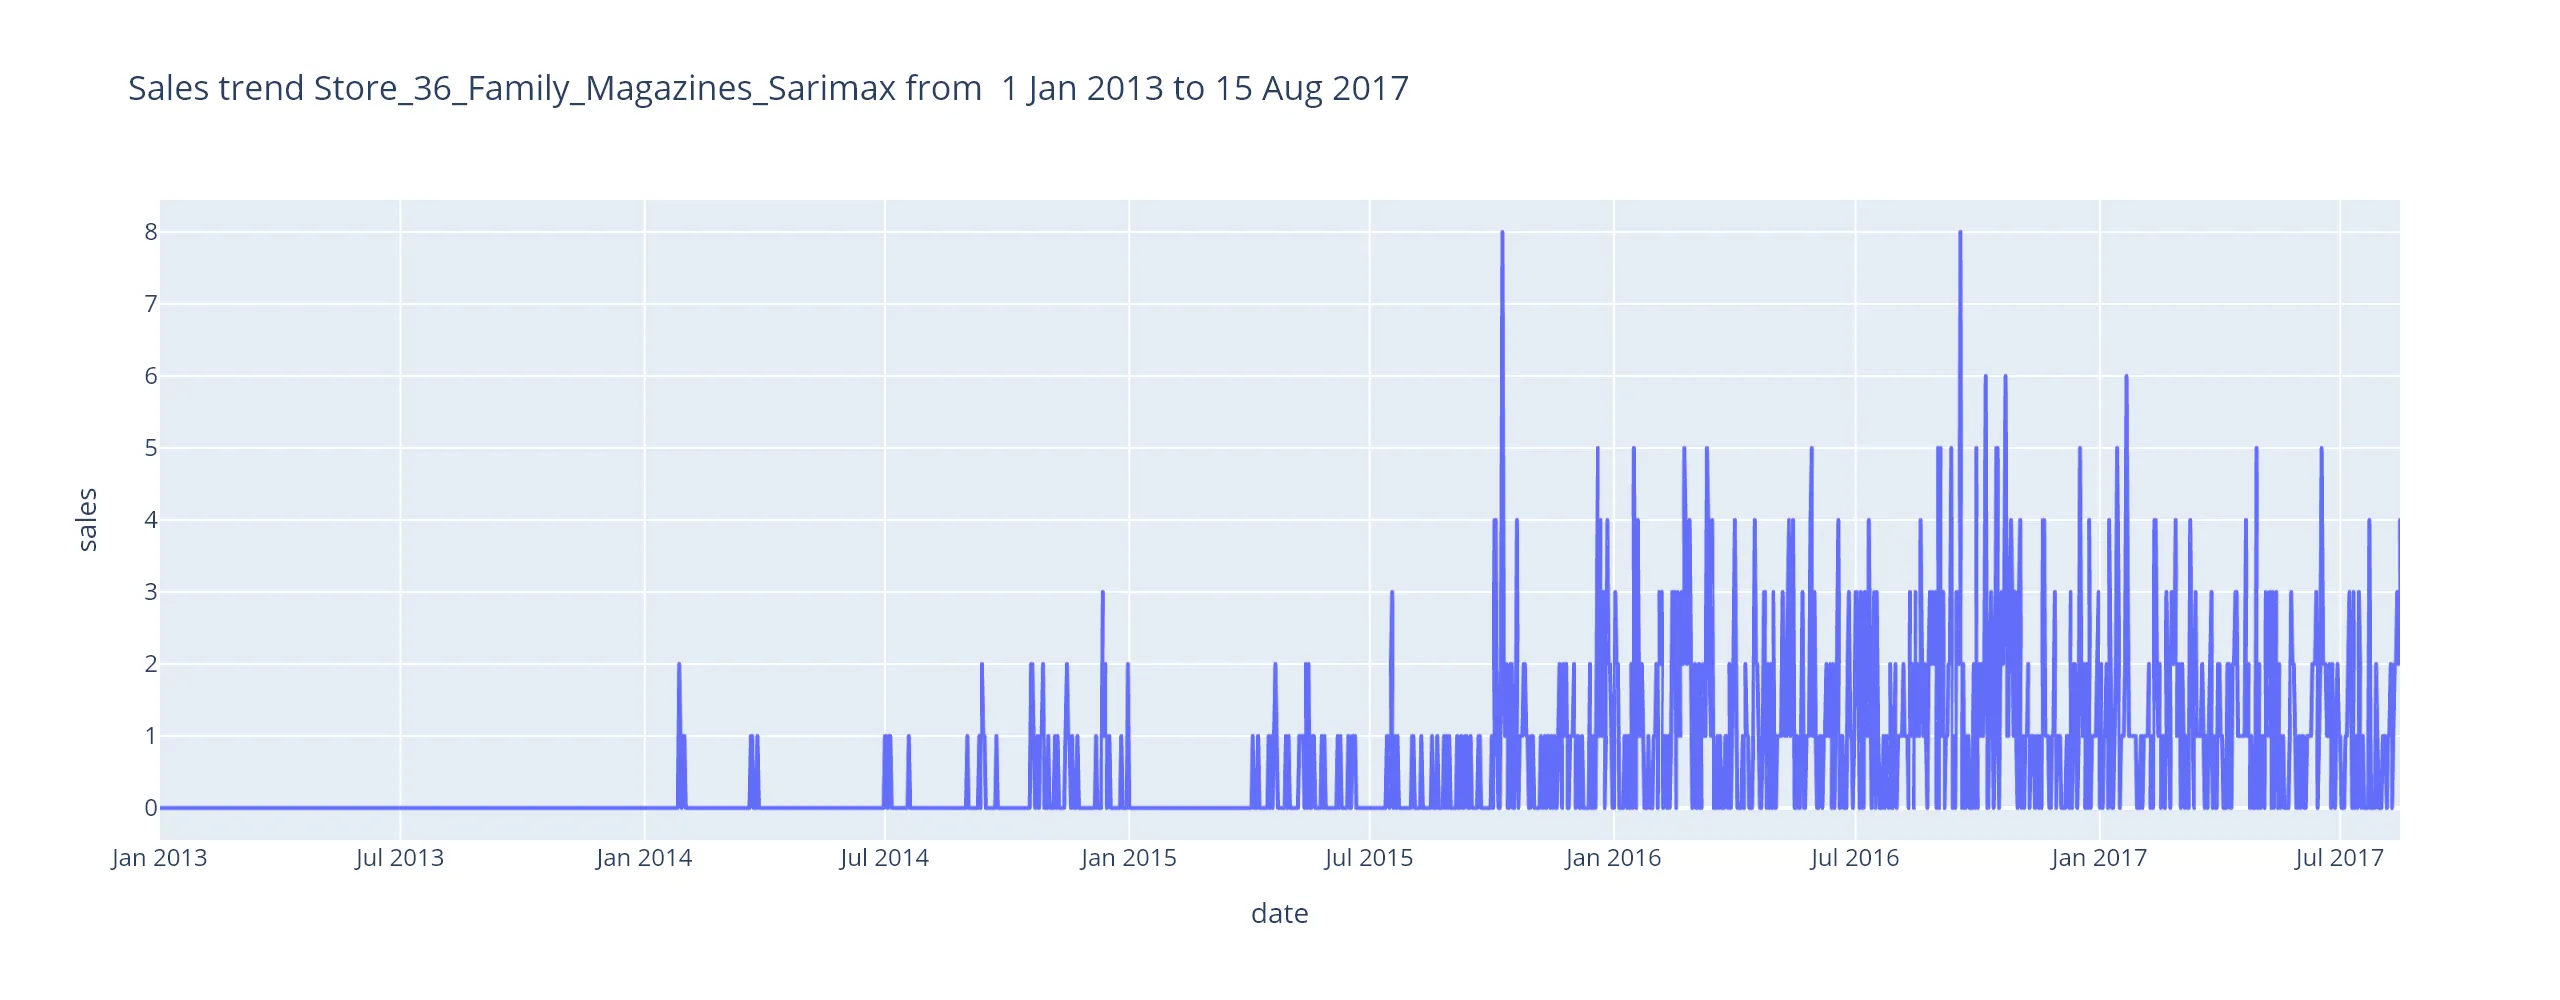 Sales trend Store_36_Family_Magazines_Sarimax from  1 Jan 2013 to 15 Aug 2017
8
7
6
5
4
3
2
1
0
sales
Jan 2013 Jul 2013 Jan 2014 Jul 2014 Jan 2015 Jul 2015 Jan 2016 Jul 2016 Jan 2017 Jul 2017
date